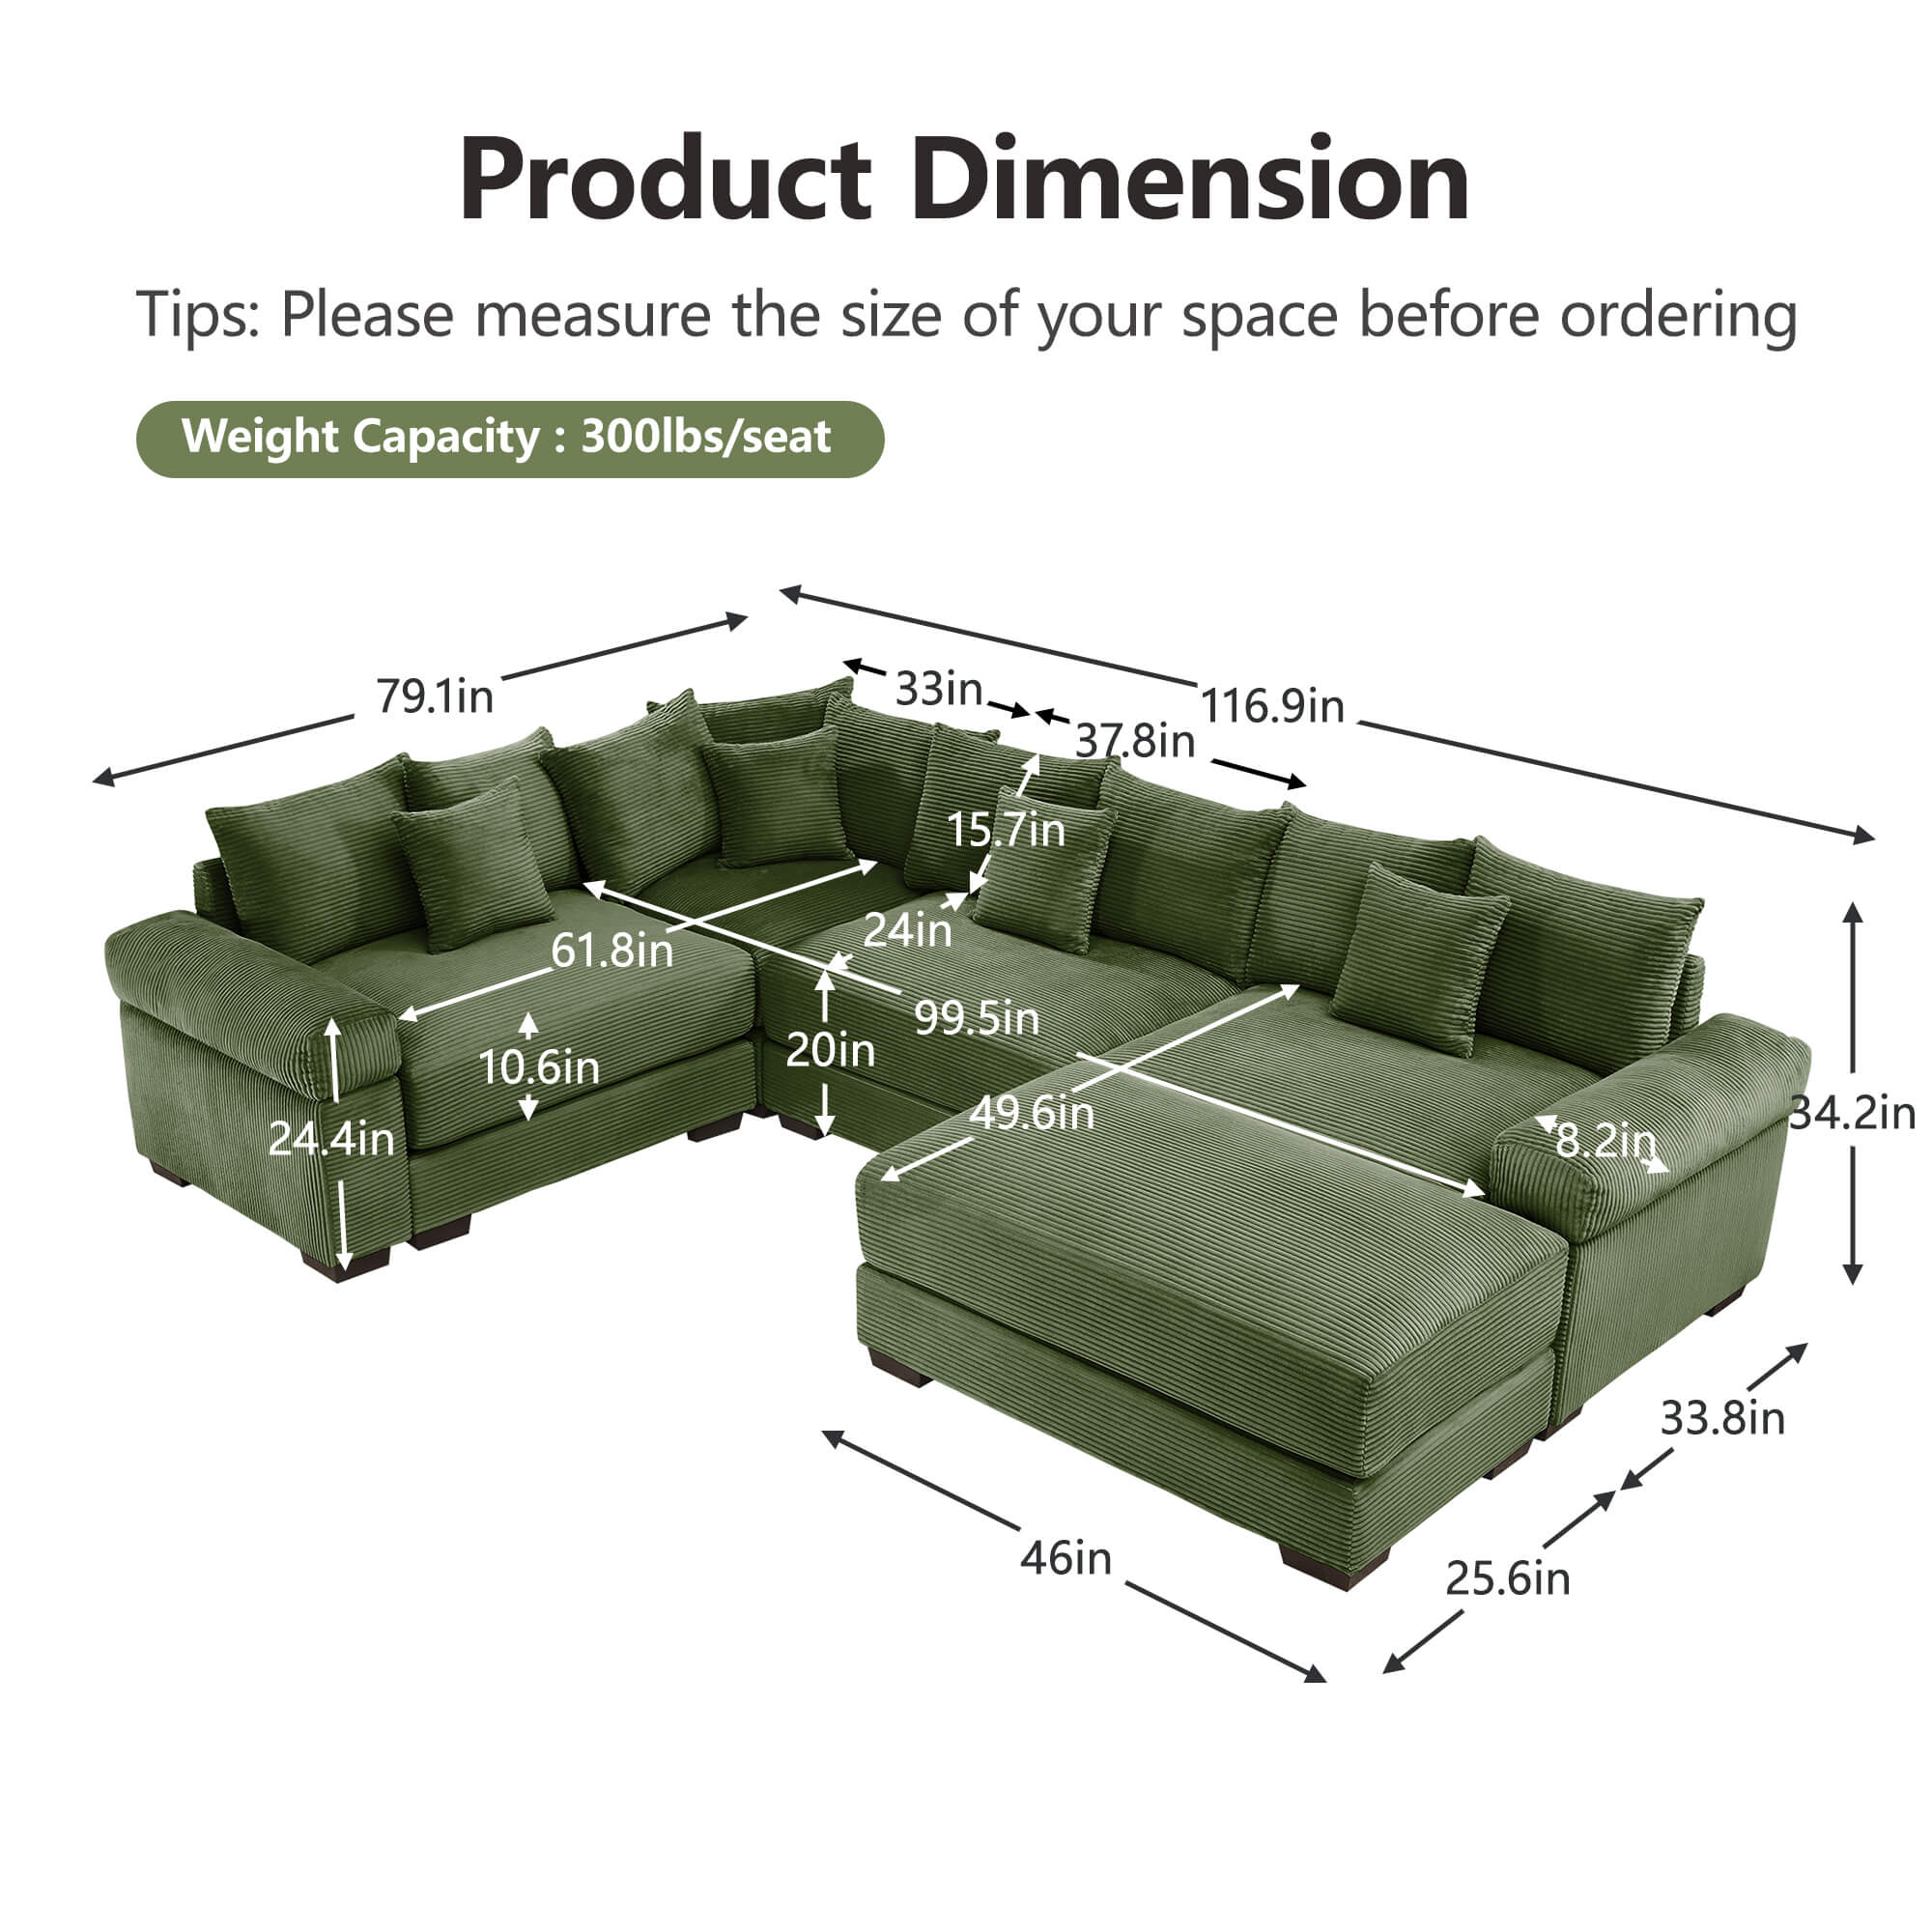 Product Dimension
Tips: Please measure the size of your space before ordering
Weight Capacity : 300lbs/seat
79.1in
33in
116.9in
37.8in
15.7in
24in
61.8in
99.5in
20in
10.6in
49.6in
24.4in
8.2in
34.2in
33.8in
46in
25.6in